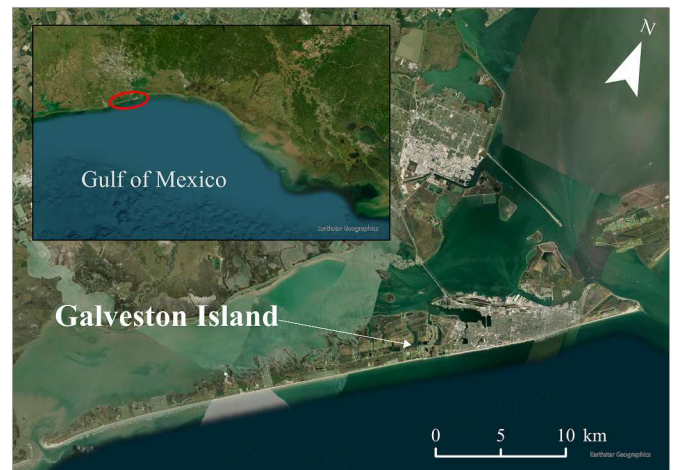 N
Gulf of Mexico
Earthstar Geographics
Galveston Island
0 5 10 km
Earthstar Geographics